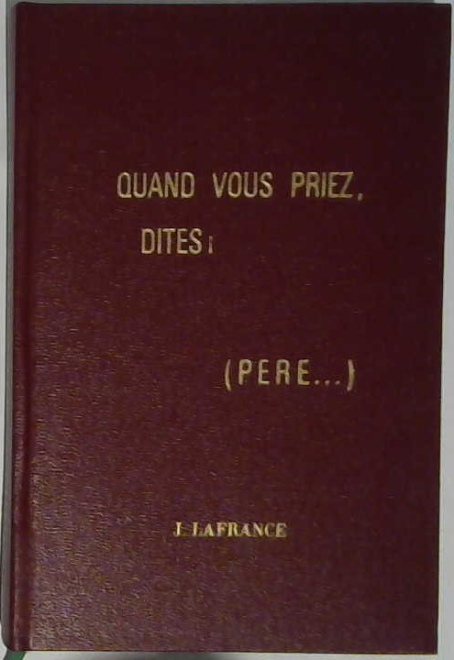 QUAND VOUS PRIEZ,
DITES:
(PERE...)
J. LAFRANCE